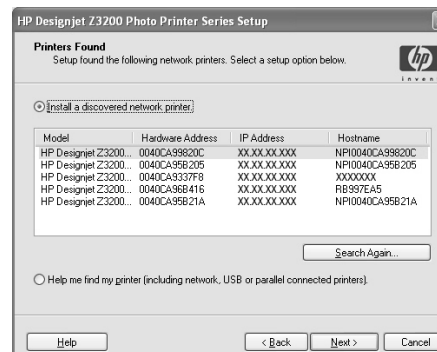 HP Designjet Z3200 Photo Printer Series Setup
Printers Found
Setup found the following network printers. Select a setup option below.
hp
invent
Install a discovered network printer.
Model Hardware Address IP Address Hostname
HP Designjet Z3200... 0040CA99820C XX.XX.XX.XXX NPI0040CA99820C
HP Designjet Z3200... 0040CA95B205 XX.XX.XX.XXX NPI0040CA95B205
HP Designjet Z3200... 0040CA9337F8 XX.XX.XX.XXX XXXXXXX
HP Designjet Z3200... 0040CA96B416 XX.XX.XX.XXX RB997EA5
HP Designjet Z3200... 0040CA95B21A XX.XX.XX.XXX NPI0040CA95B21A
Search Again...
Help me find my printer (including network, USB or parallel connected printers).
Help < Back Next > Cancel